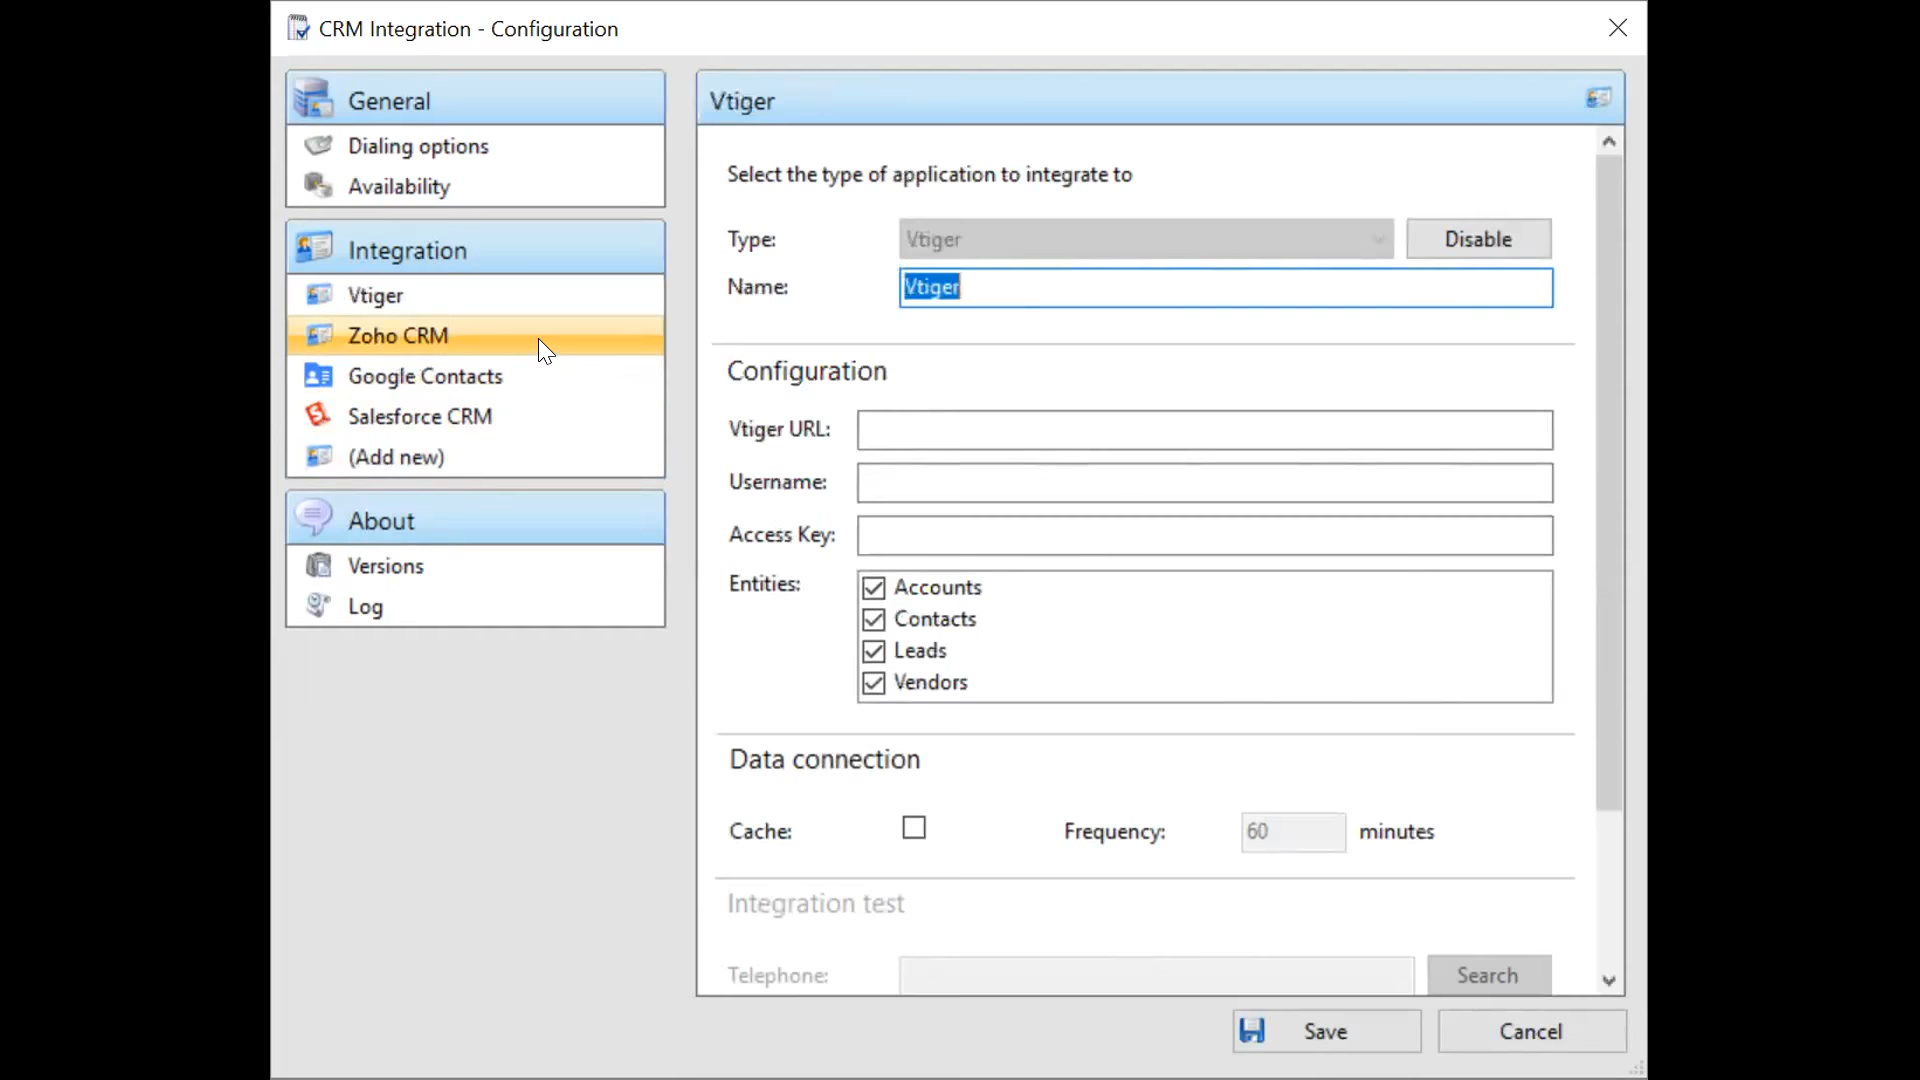 CRM Integration - Configuration
General
Dialing options
Availability
Integration
Vtiger
Zoho CRM
Google Contacts
Salesforce CRM
(Add new)
About
Versions
Log
Vtiger
Select the type of application to integrate to
Type: Vtiger Disable
Name: Vtiger
Configuration
Vtiger URL:
Username:
Access Key:
Entities: Accounts
Contacts
Leads
Vendors
Data connection
Cache: Frequency: 60 minutes
Integration test
Telephone: Search
Save Cancel